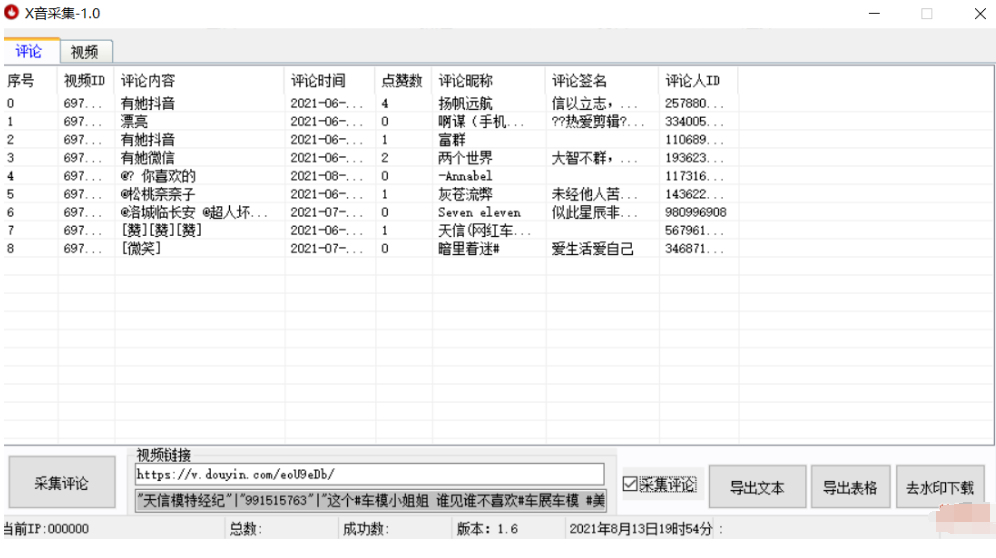 X音采集-1.0
评论 视频
序号 视频ID 评论内容 评论时间 点赞数 评论昵称 评论签名 评论人ID
0 697... 有她抖音 2021-06-... 4 扬帆远航 信以立志，... 257880...
1 697... 漂亮 2021-06-... 0 啊谋（手机... ??热爱剪辑?... 334005...
2 697... 有她抖音 2021-06-... 1 富群 110689...
3 697... 有她微信 2021-06-... 2 两个世界 大智不群，... 193623...
4 697... @? 你喜欢的 2021-08-... 0 -Annabel 117316...
5 697... @松桃奈奈子 2021-06-... 1 灰苍流弊 未经他人苦... 143622...
6 697... @洛城临长安 @超人坏... 2021-07-... 0 Seven eleven 似此星辰非... 980996908
7 697... [赞][赞][赞] 2021-06-... 1 天信(网红车... 567961...
8 697... [微笑] 2021-07-... 0 暗里着迷# 爱生活爱自己 346871...
视频链接
采集评论 https://v.douyin.com/eoU9eDb/ 采集评论 导出文本 导出表格 去水印下载
"天信模特经纪"|"991515763"|"这个#车模小姐姐 谁见谁不喜欢#车展车模 #美
当前IP:000000 总数: 成功数: 版本: 1.6 2021年8月13日19时54分 :